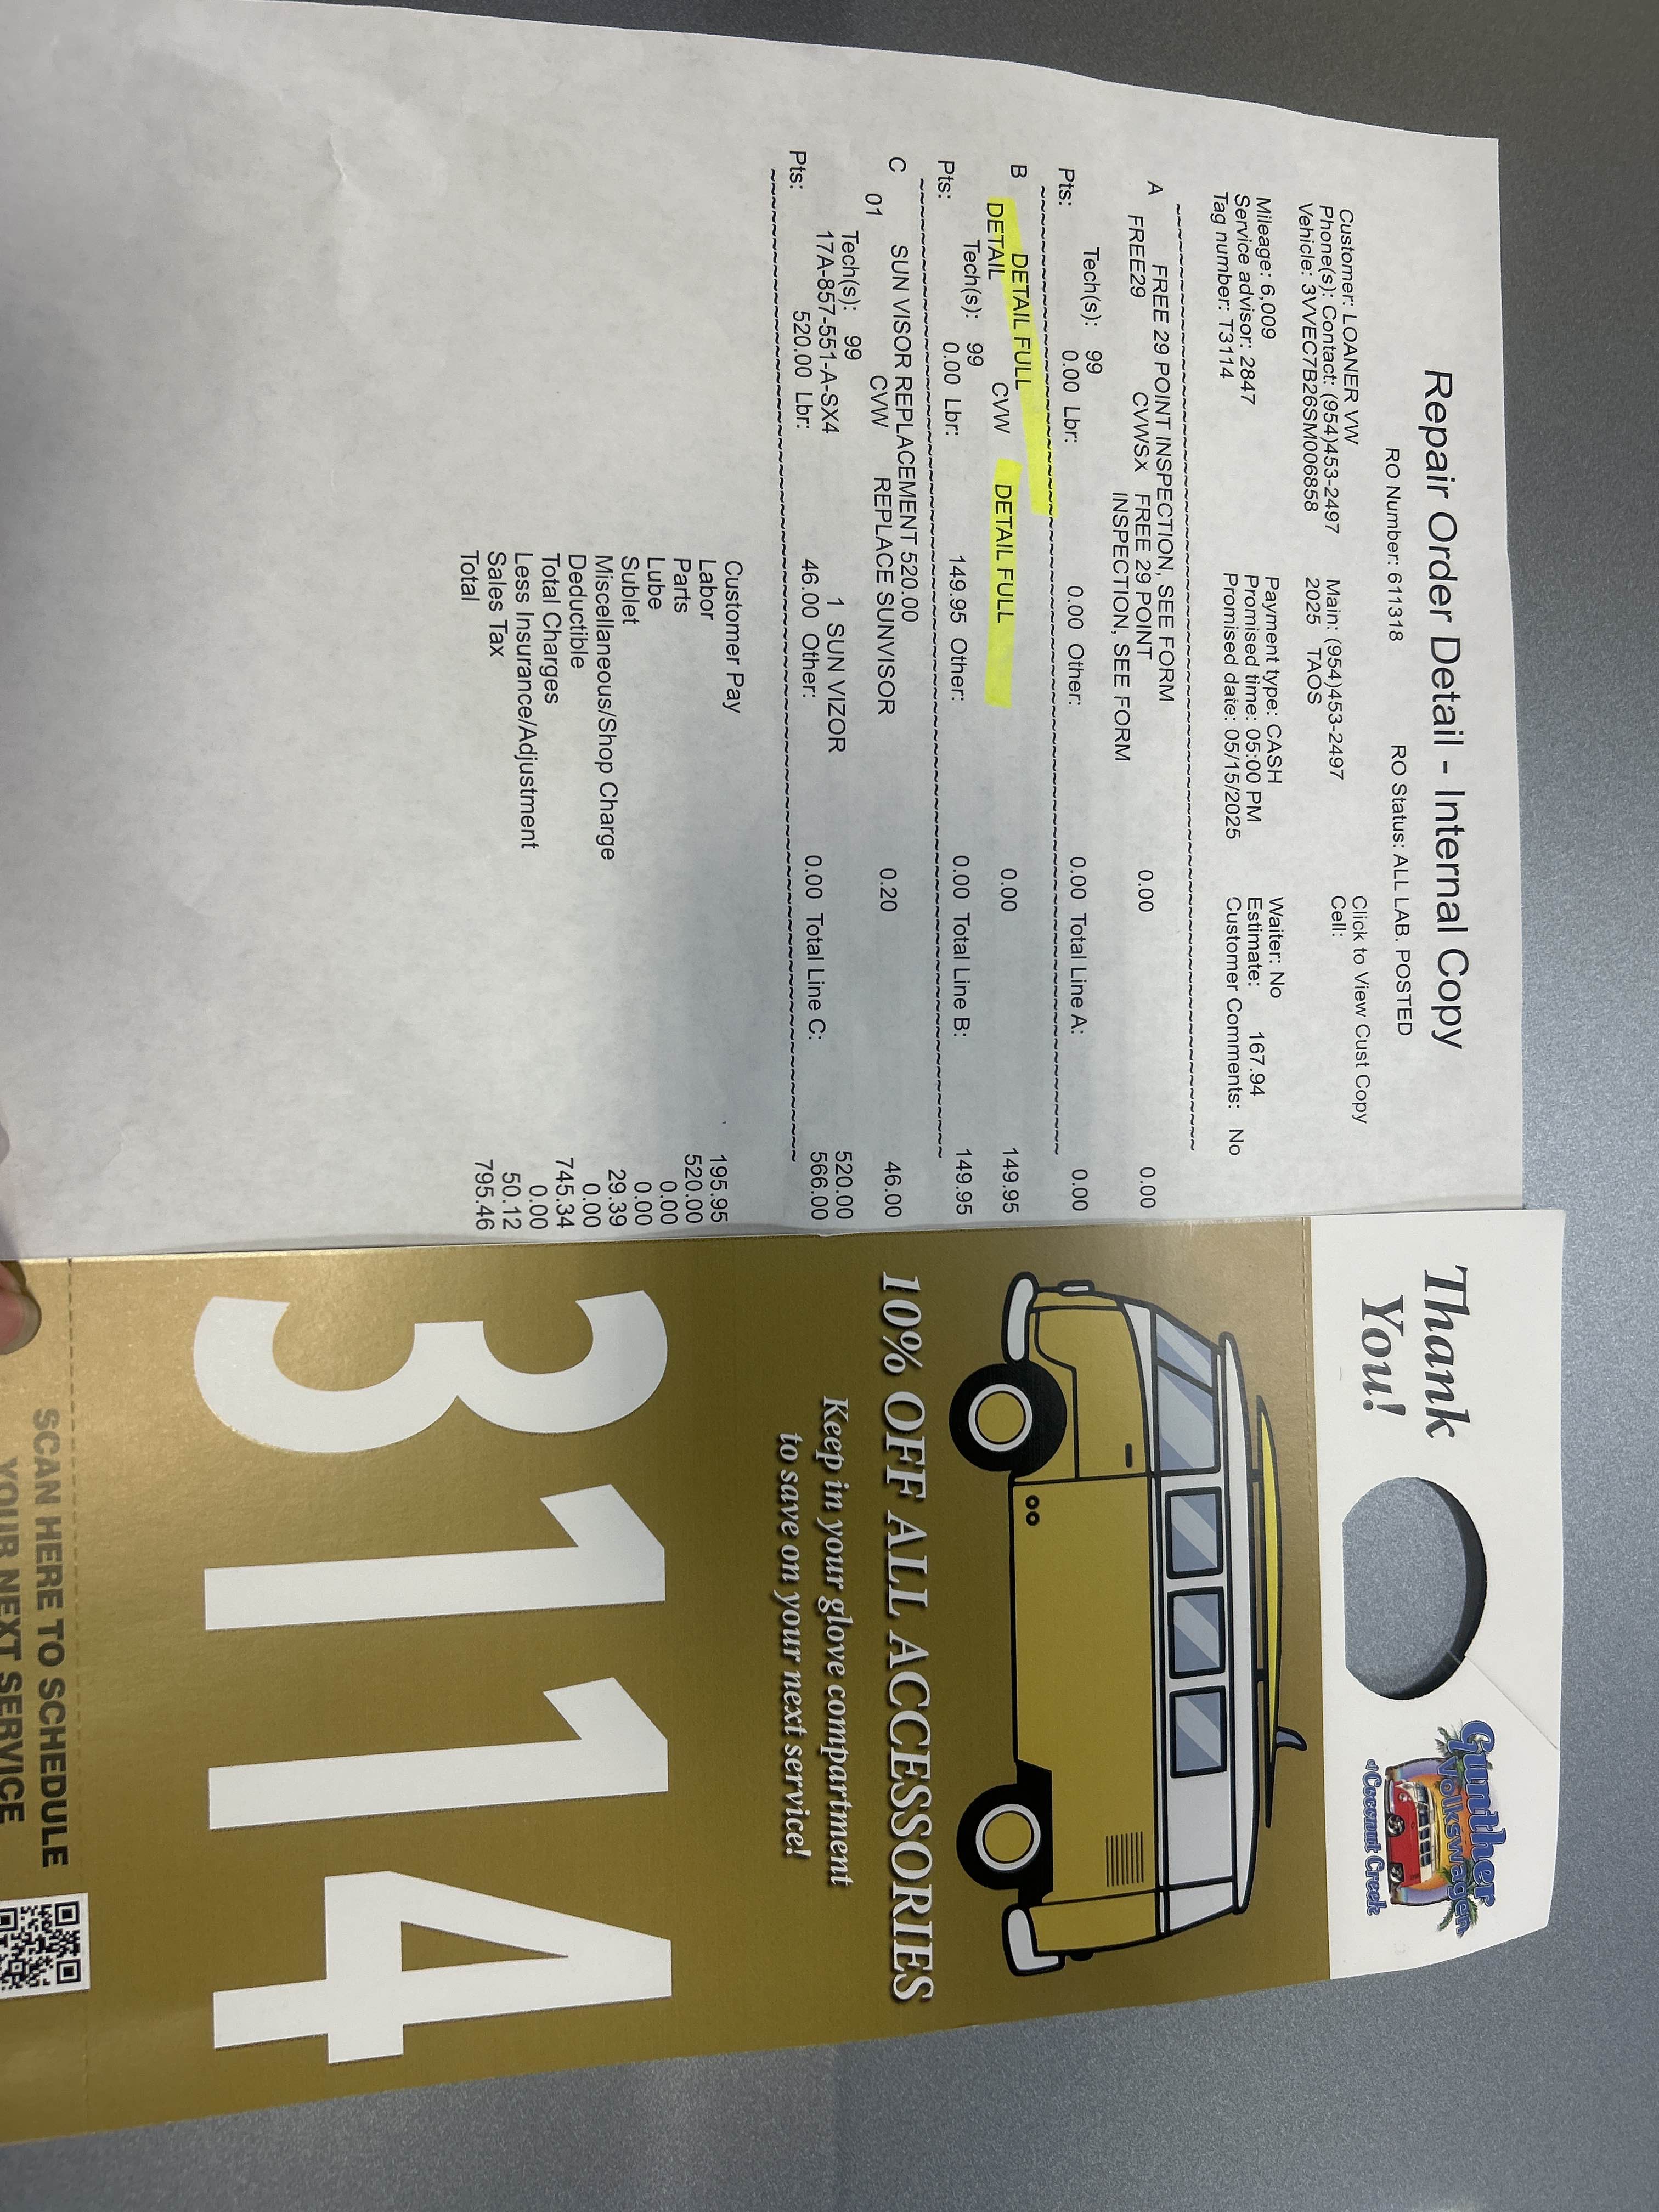 Repair Order Detail - Internal Copy
RO Number: 611318 RO Status: ALL LAB. POSTED
Click to View Cust Copy
Customer: LOANER VW
Phone(s): Contact: (954)453-2497 Main: (954)453-2497 Cell:
Vehicle: 3VVEC7B26SM006858 2025 TAOS
Mileage: 6,009 Payment type: CASH Waiter: No
Service advisor: 2847 Promised time: 05:00 PM Estimate: 167.94
Tag number: T3114 Promised date: 05/15/2025 Customer Comments: No
~~~~~~~~~~~~~~~~~~~~~~~~~~~~~~~~~~~~~~~~
A FREE 29 POINT INSPECTION, SEE FORM
FREE29 CVWSX FREE 29 POINT 0.00 0.00
INSPECTION, SEE FORM
Tech(s): 99
Pts: 0.00 Lbr: 0.00 Other: 0.00 Total Line A: 0.00
~~~~~~~~~~~~~~~~~~~~~~~~~~~~~~~~~~~~~~~~
B DETAIL FULL
DETAIL CVW DETAIL FULL 0.00 149.95
Tech(s): 99
Pts: 0.00 Lbr: 149.95 Other: 0.00 Total Line B: 149.95
~~~~~~~~~~~~~~~~~~~~~~~~~~~~~~~~~~~~~~~~
C SUN VISOR REPLACEMENT 520.00
01 CVW REPLACE SUNVISOR 0.20 46.00
Tech(s): 99
17A-857-551-A-SX4 1 SUN VIZOR 520.00
Pts: 520.00 Lbr: 46.00 Other: 0.00 Total Line C: 566.00
~~~~~~~~~~~~~~~~~~~~~~~~~~~~~~~~~~~~~~~~
Customer Pay
Labor 195.95
Parts 520.00
Lube 0.00
Sublet 0.00
Miscellaneous/Shop Charge 29.39
Deductible 0.00
Total Charges 745.34
Less Insurance/Adjustment 0.00
Sales Tax 50.12
Total 795.46
Thank
You!
Gunther
Volkswagen
of Coconut Creek
10% OFF ALL ACCESSORIES
Keep in your glove compartment
to save on your next service!
3114
SCAN HERE TO SCHEDULE
YOUR NEXT SERVICE